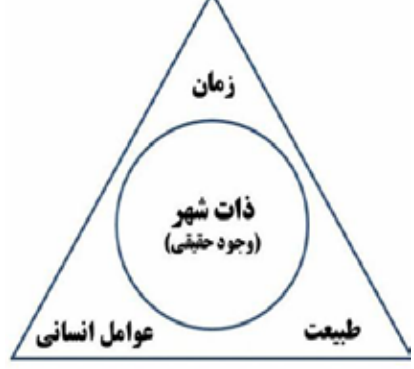 زمان
ذات شهر
(وجود حقیقی)
طبیعت
عوامل انسانی